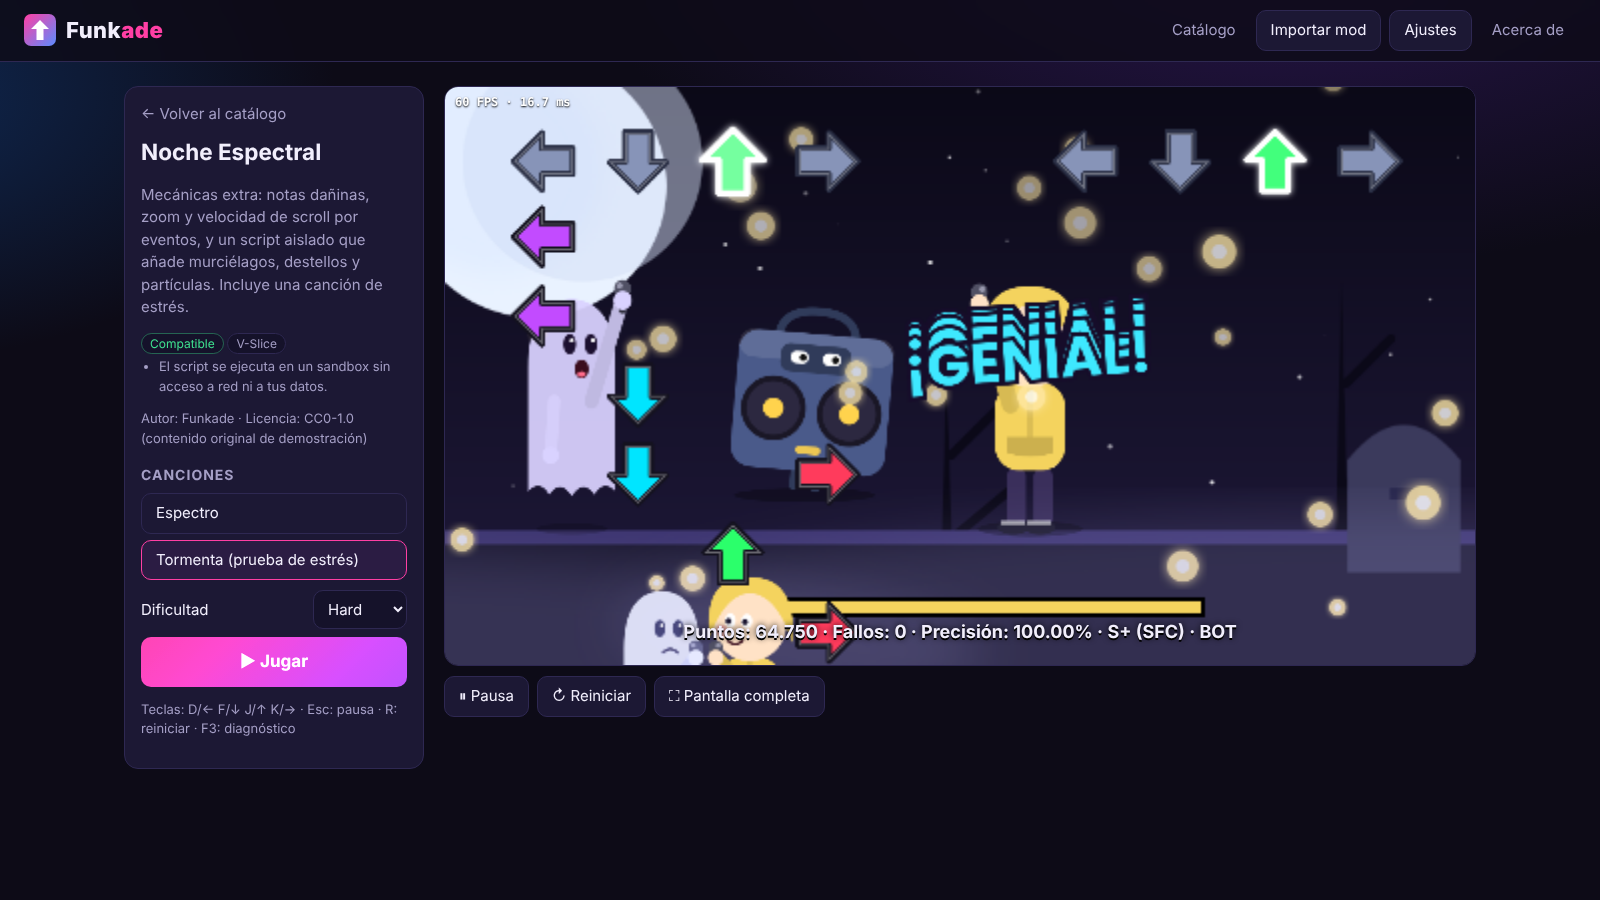 Funkade
Catálogo
Importar mod
Ajustes
Acerca de
← Volver al catálogo
Noche Espectral
Mecánicas extra: notas dañinas,
zoom y velocidad de scroll por
eventos, y un script aislado que
añade murciélagos, destellos y
partículas. Incluye una canción de
estrés.
Compatible
V-Slice
• El script se ejecuta en un sandbox sin
acceso a red ni a tus datos.
Autor: Funkade · Licencia: CC0-1.0
(contenido original de demostración)
CANCIONES
Espectro
Tormenta (prueba de estrés)
Dificultad
Hard
▶ Jugar
Teclas: D/← F/↓ J/↑ K/→ · Esc: pausa · R:
reiniciar · F3: diagnóstico
60 FPS · 16.7 ms
¡GENIAL!
¡GENIAL!
Puntos: 64.750 · Fallos: 0 · Precisión: 100.00% · S+ (SFC) · BOT
⏸ Pausa
↻ Reiniciar
⛶ Pantalla completa